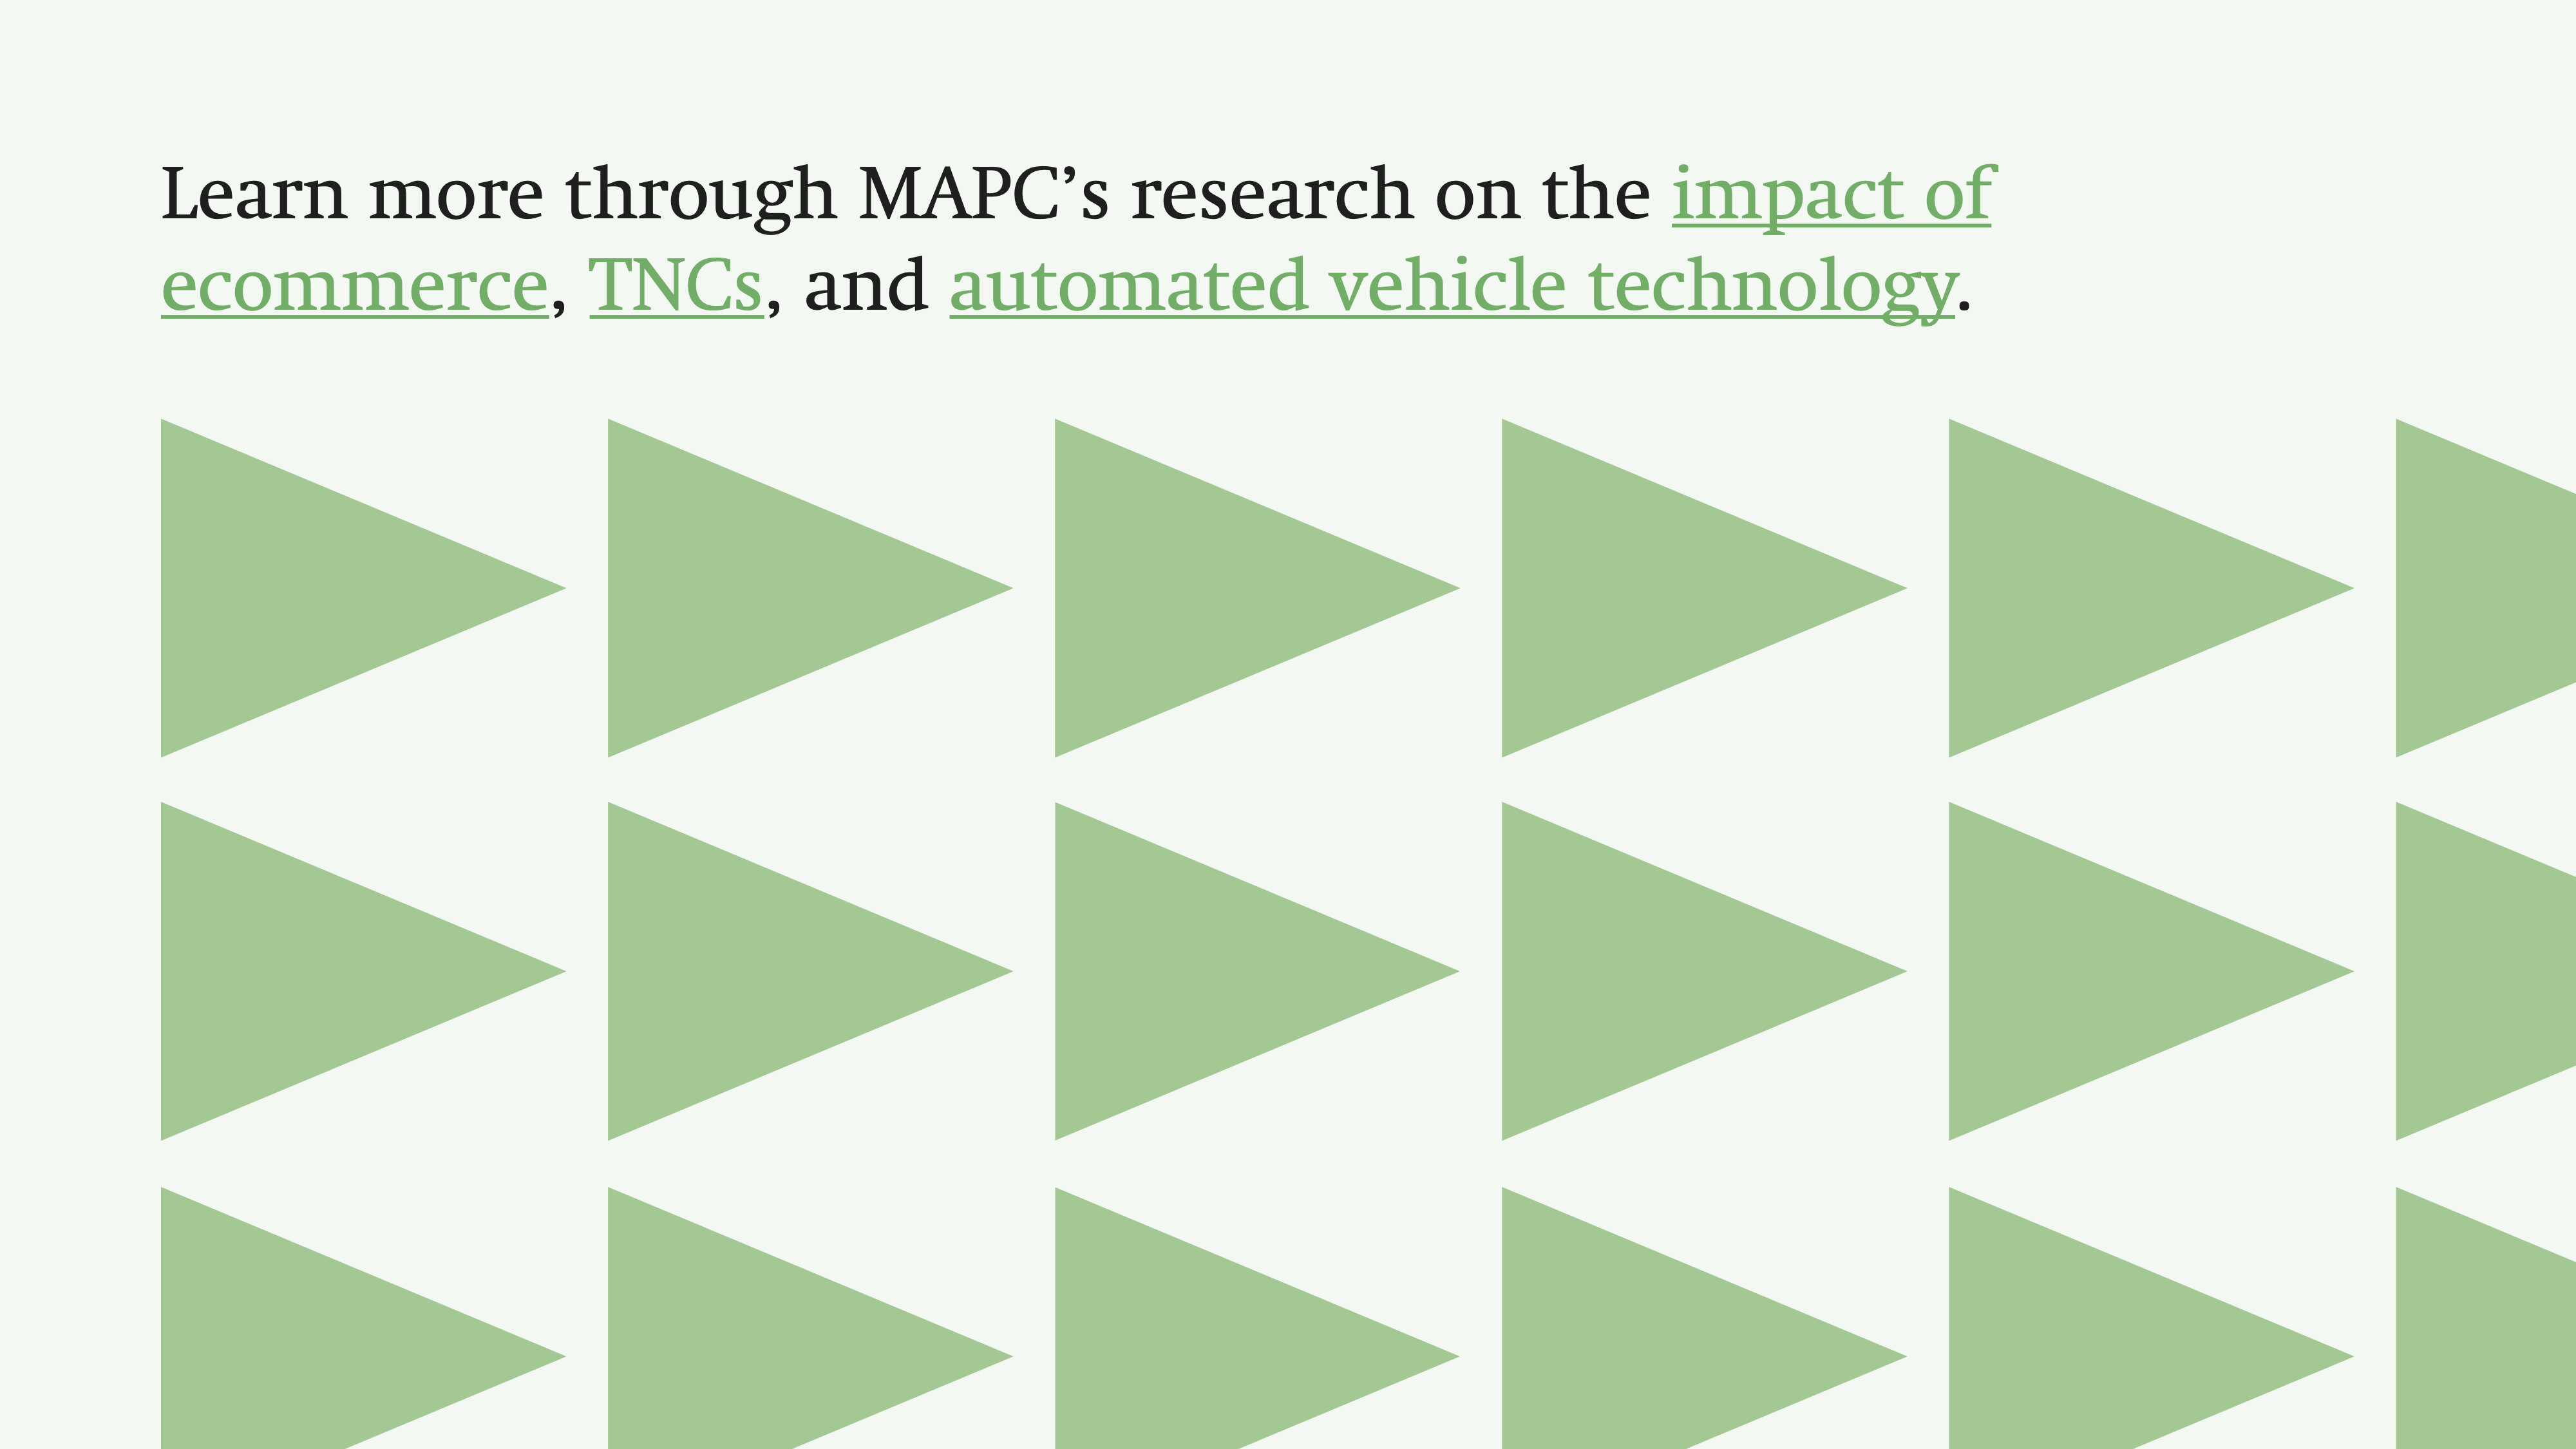 Learn more through MAPC’s research on the impact of
ecommerce, TNCs, and automated vehicle technology.